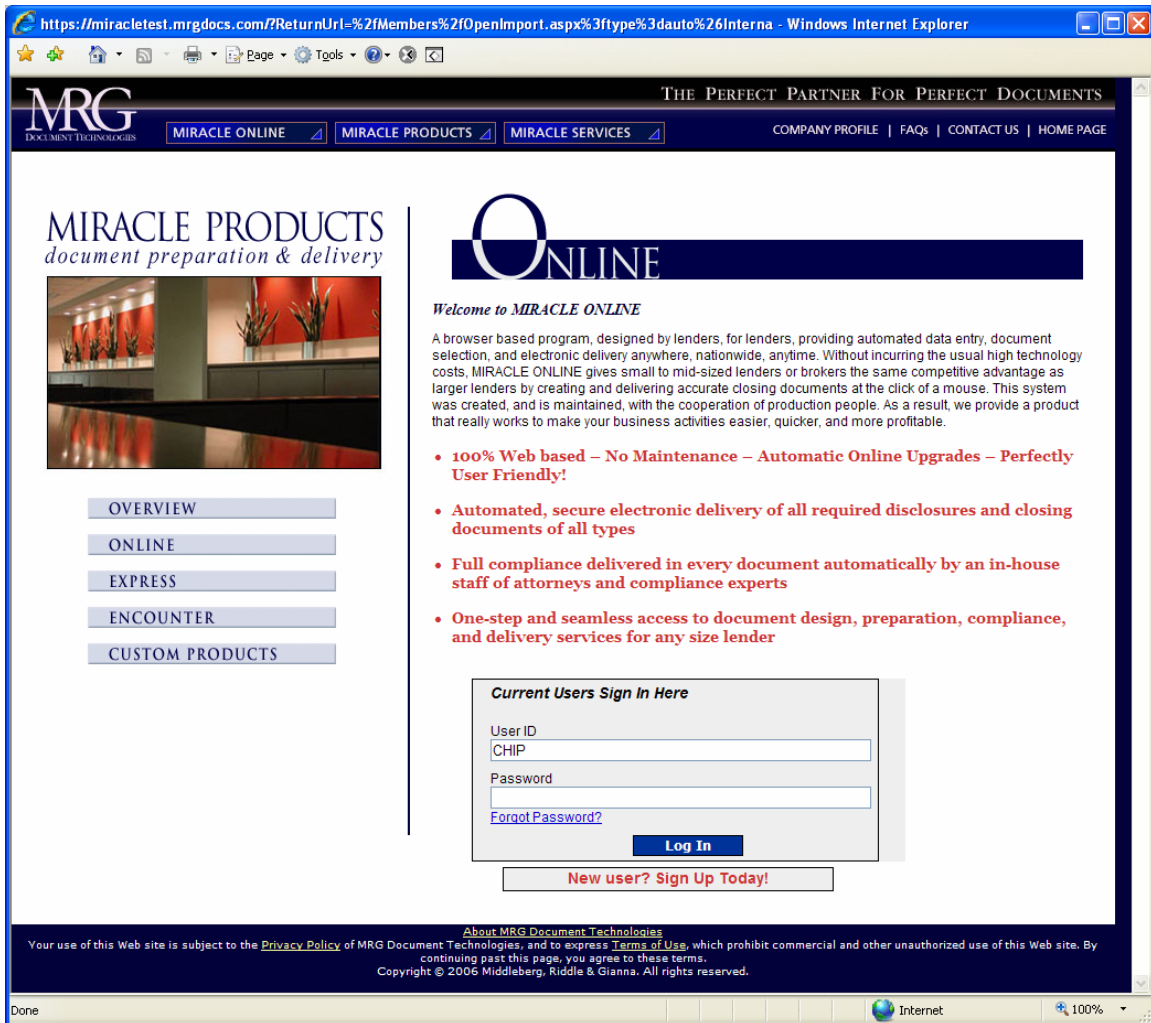 https://miracletest.mrgdocs.com/?ReturnUrl=%2fMembers%2fOpenImport.aspx%3ftype%3dauto%26Interna - Windows Internet Explorer
Page Tools
MRG
DOCUMENT TECHNOLOGIES
THE PERFECT PARTNER FOR PERFECT DOCUMENTS
MIRACLE ONLINE MIRACLE PRODUCTS MIRACLE SERVICES
COMPANY PROFILE | FAQs | CONTACT US | HOME PAGE
MIRACLE PRODUCTS
document preparation & delivery
OVERVIEW
ONLINE
EXPRESS
ENCOUNTER
CUSTOM PRODUCTS
ONLINE
Welcome to MIRACLE ONLINE
A browser based program, designed by lenders, for lenders, providing automated data entry, document
selection, and electronic delivery anywhere, nationwide, anytime. Without incurring the usual high technology
costs, MIRACLE ONLINE gives small to mid-sized lenders or brokers the same competitive advantage as
larger lenders by creating and delivering accurate closing documents at the click of a mouse. This system
was created, and is maintained, with the cooperation of production people. As a result, we provide a product
that really works to make your business activities easier, quicker, and more profitable.
• 100% Web based – No Maintenance – Automatic Online Upgrades – Perfectly
User Friendly!
• Automated, secure electronic delivery of all required disclosures and closing
documents of all types
• Full compliance delivered in every document automatically by an in-house
staff of attorneys and compliance experts
• One-step and seamless access to document design, preparation, compliance,
and delivery services for any size lender
Current Users Sign In Here
User ID
CHIP
Password
Forgot Password?
Log In
New user? Sign Up Today!
About MRG Document Technologies
Your use of this Web site is subject to the Privacy Policy of MRG Document Technologies, and to express Terms of Use, which prohibit commercial and other unauthorized use of this Web site. By
continuing past this page, you agree to these terms.
Copyright © 2006 Middleberg, Riddle & Gianna. All rights reserved.
Done
Internet
100%